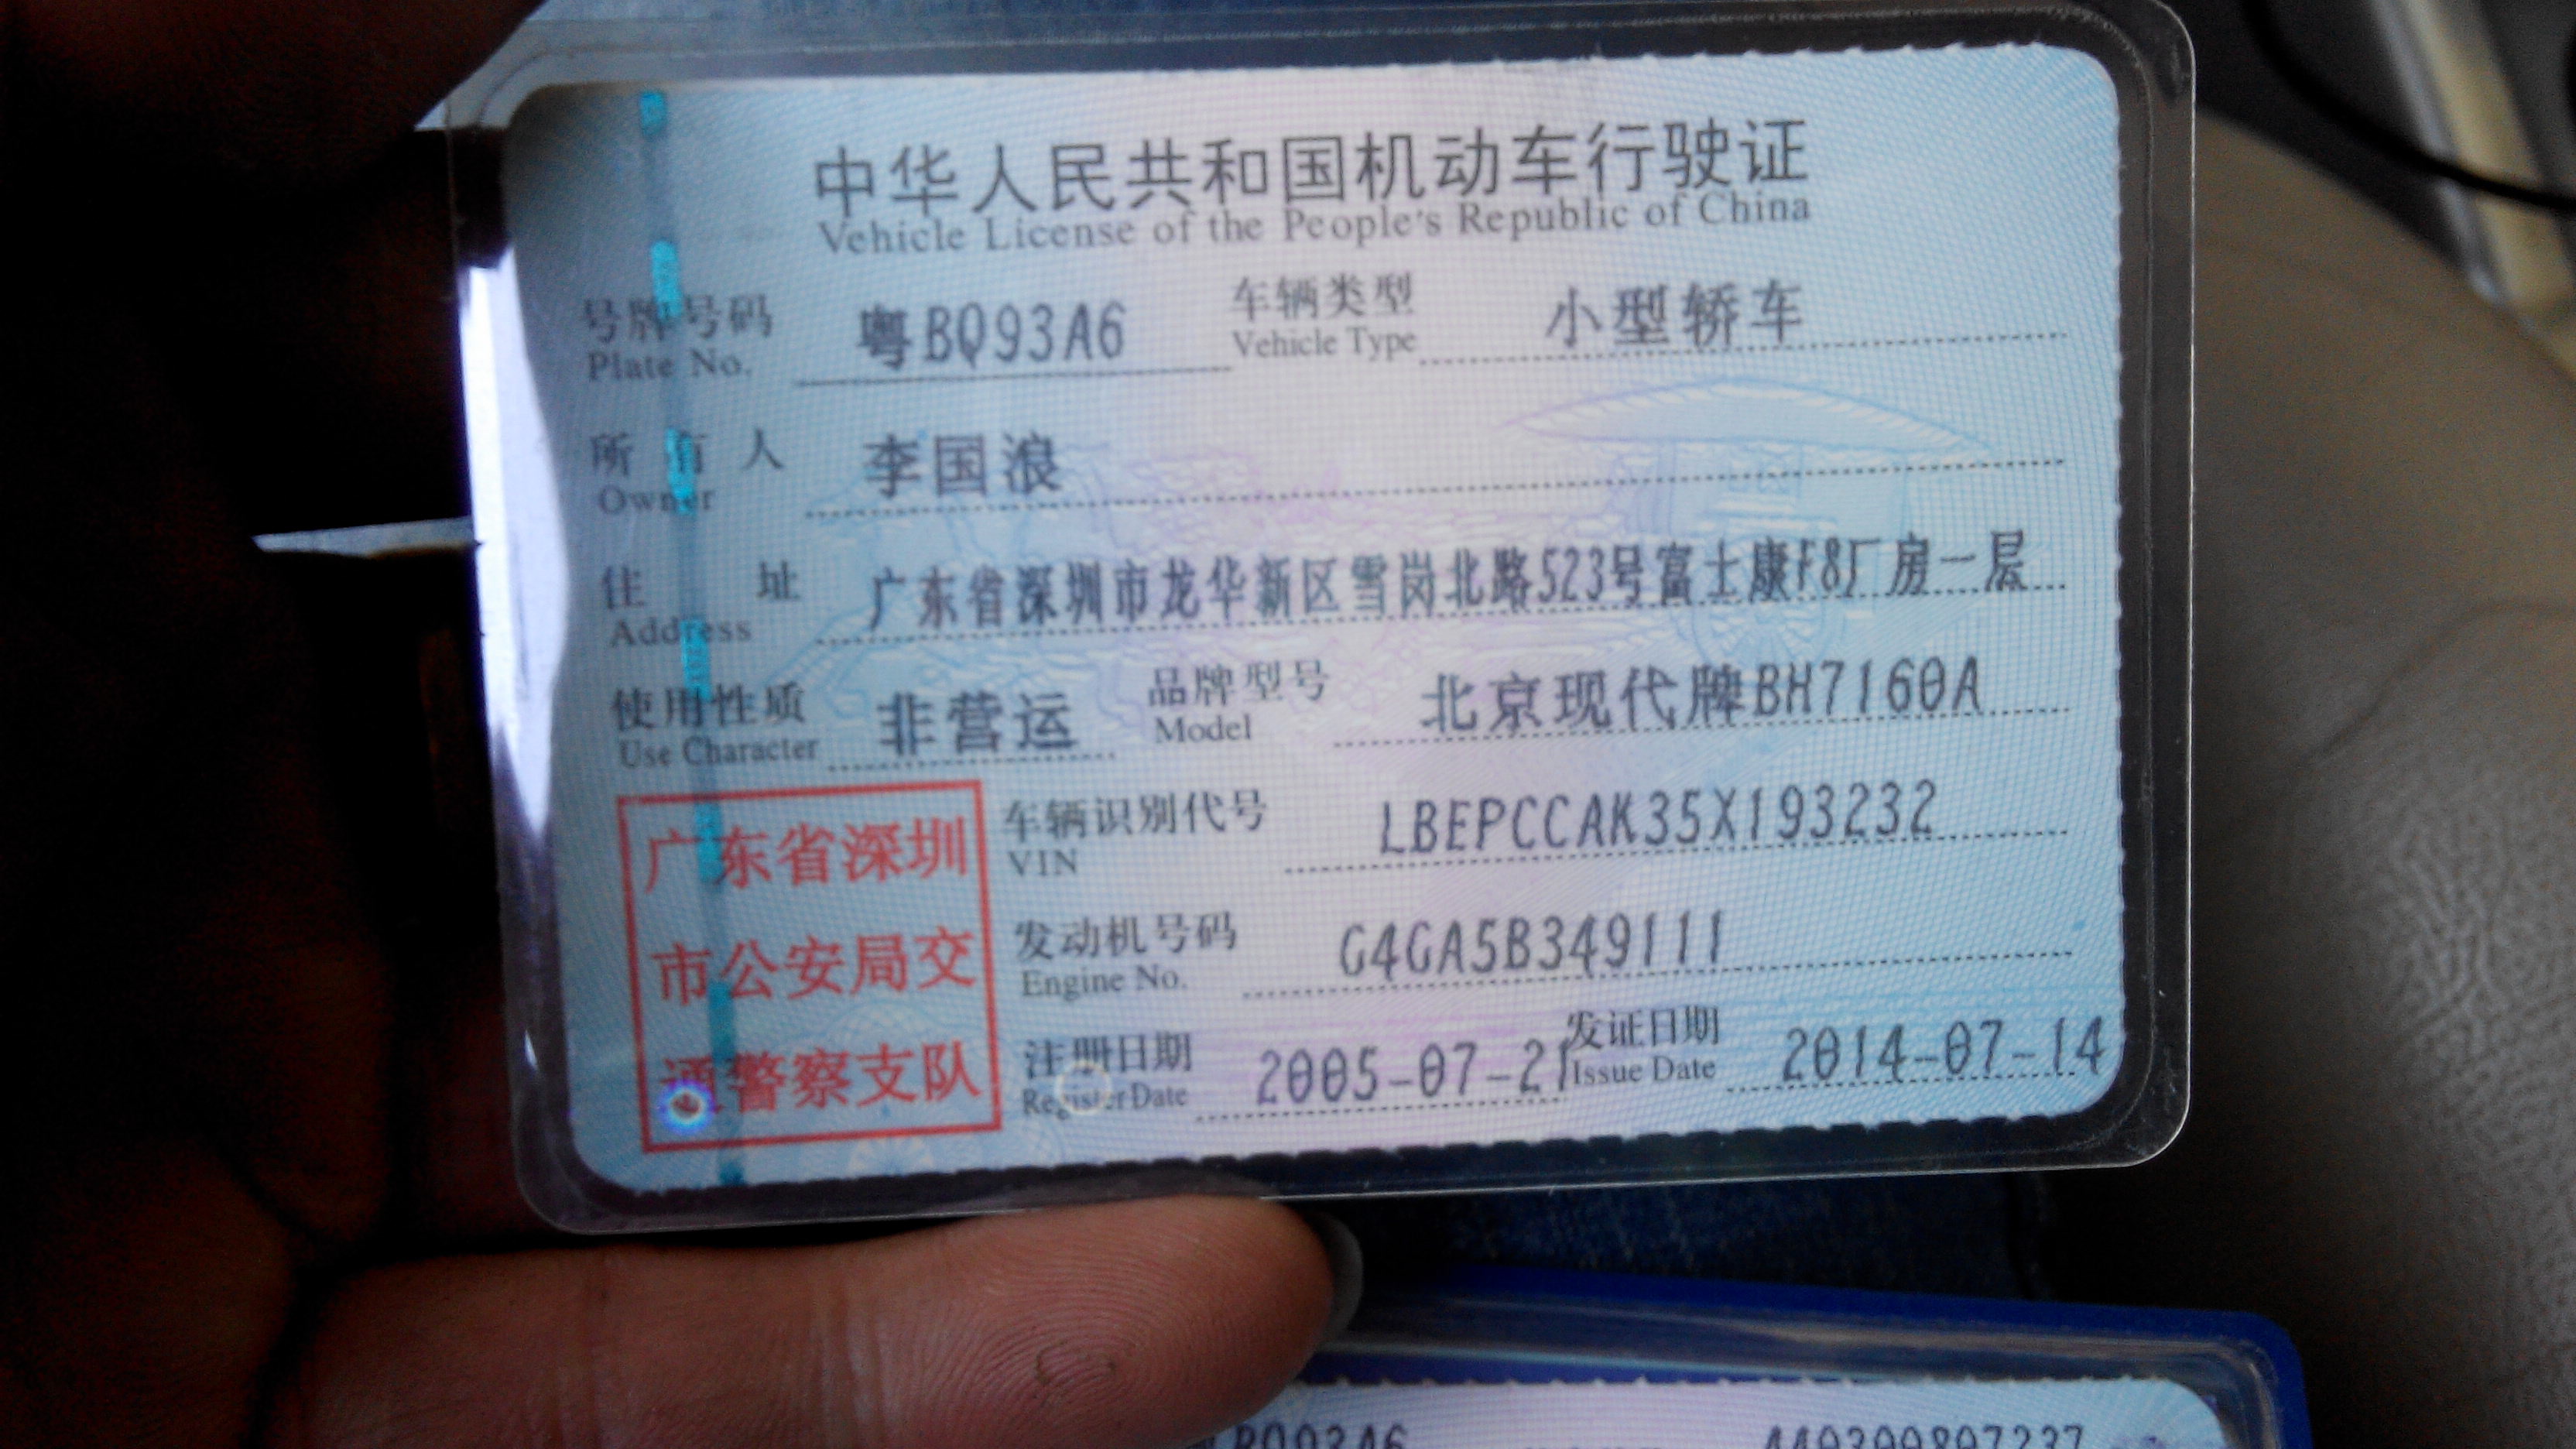 中华人民共和国机动车行驶证
Vehicle License of the People's Republic of China
号牌号码 粤BQ93A6 车辆类型 小型轿车
Plate No. Vehicle Type
所有人 李国浪
Owner
住址 广东省深圳市龙华新区雪岗北路523号富士康F8厂房一层
Address
使用性质 非营运 品牌型号 北京现代牌BH7160A
Use Character Model
广东省深圳 车辆识别代号 LBEPCCAK35X193232
VIN
市公安局交 发动机号码 G4GA5B349111
Engine No.
通警察支队 注册日期 2005-07-21 发证日期 2014-07-14
Register Date Issue Date
BQ93A6 440300807237